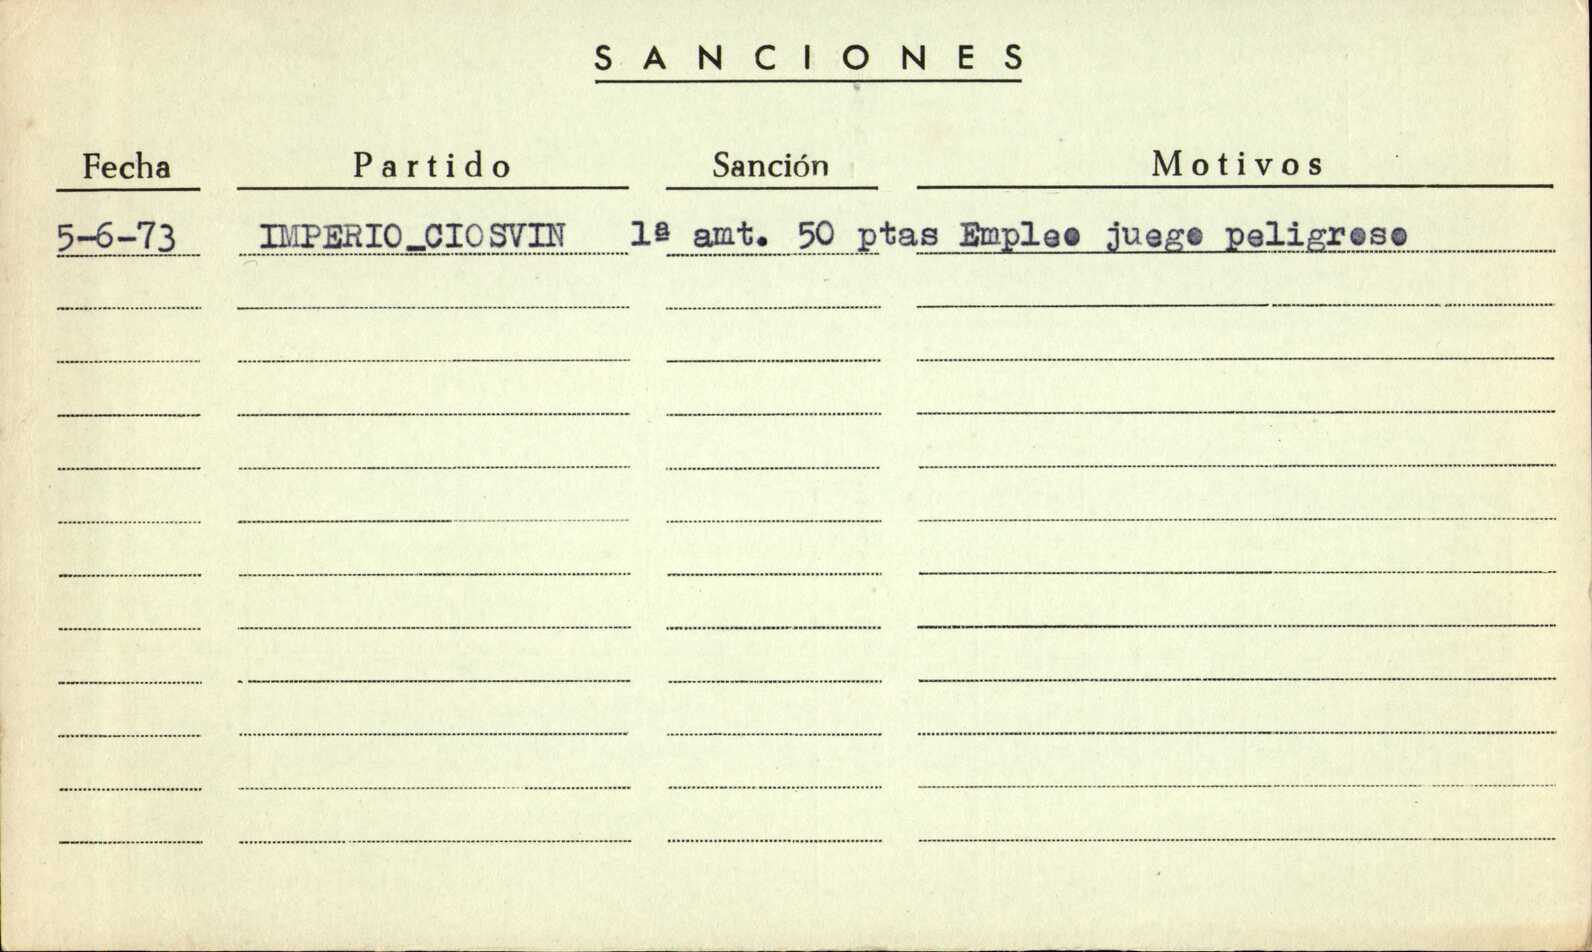 SANCIONES
Fecha Partido Sanción Motivos
5-6-73 IMPERIO_CIOSVIN 1ª amt. 50 ptas Empleo juego peligroso